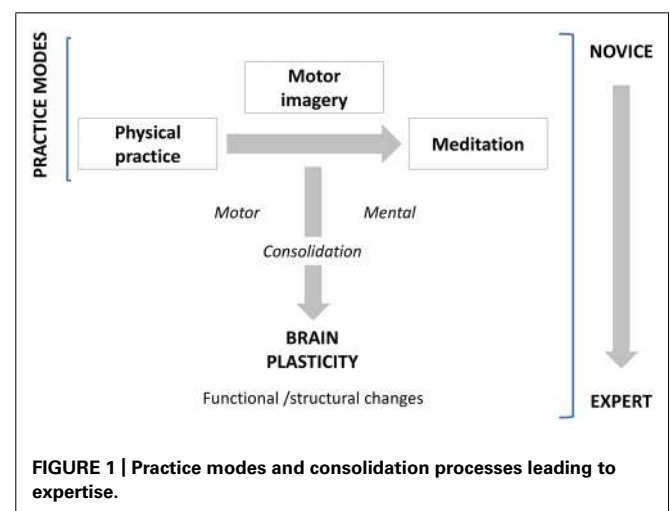 PRACTICE MODES
Motor
imagery
Physical
practice
Meditation
Motor
Mental
Consolidation
BRAIN
PLASTICITY
Functional /structural changes
NOVICE
EXPERT
FIGURE 1 | Practice modes and consolidation processes leading to
expertise.